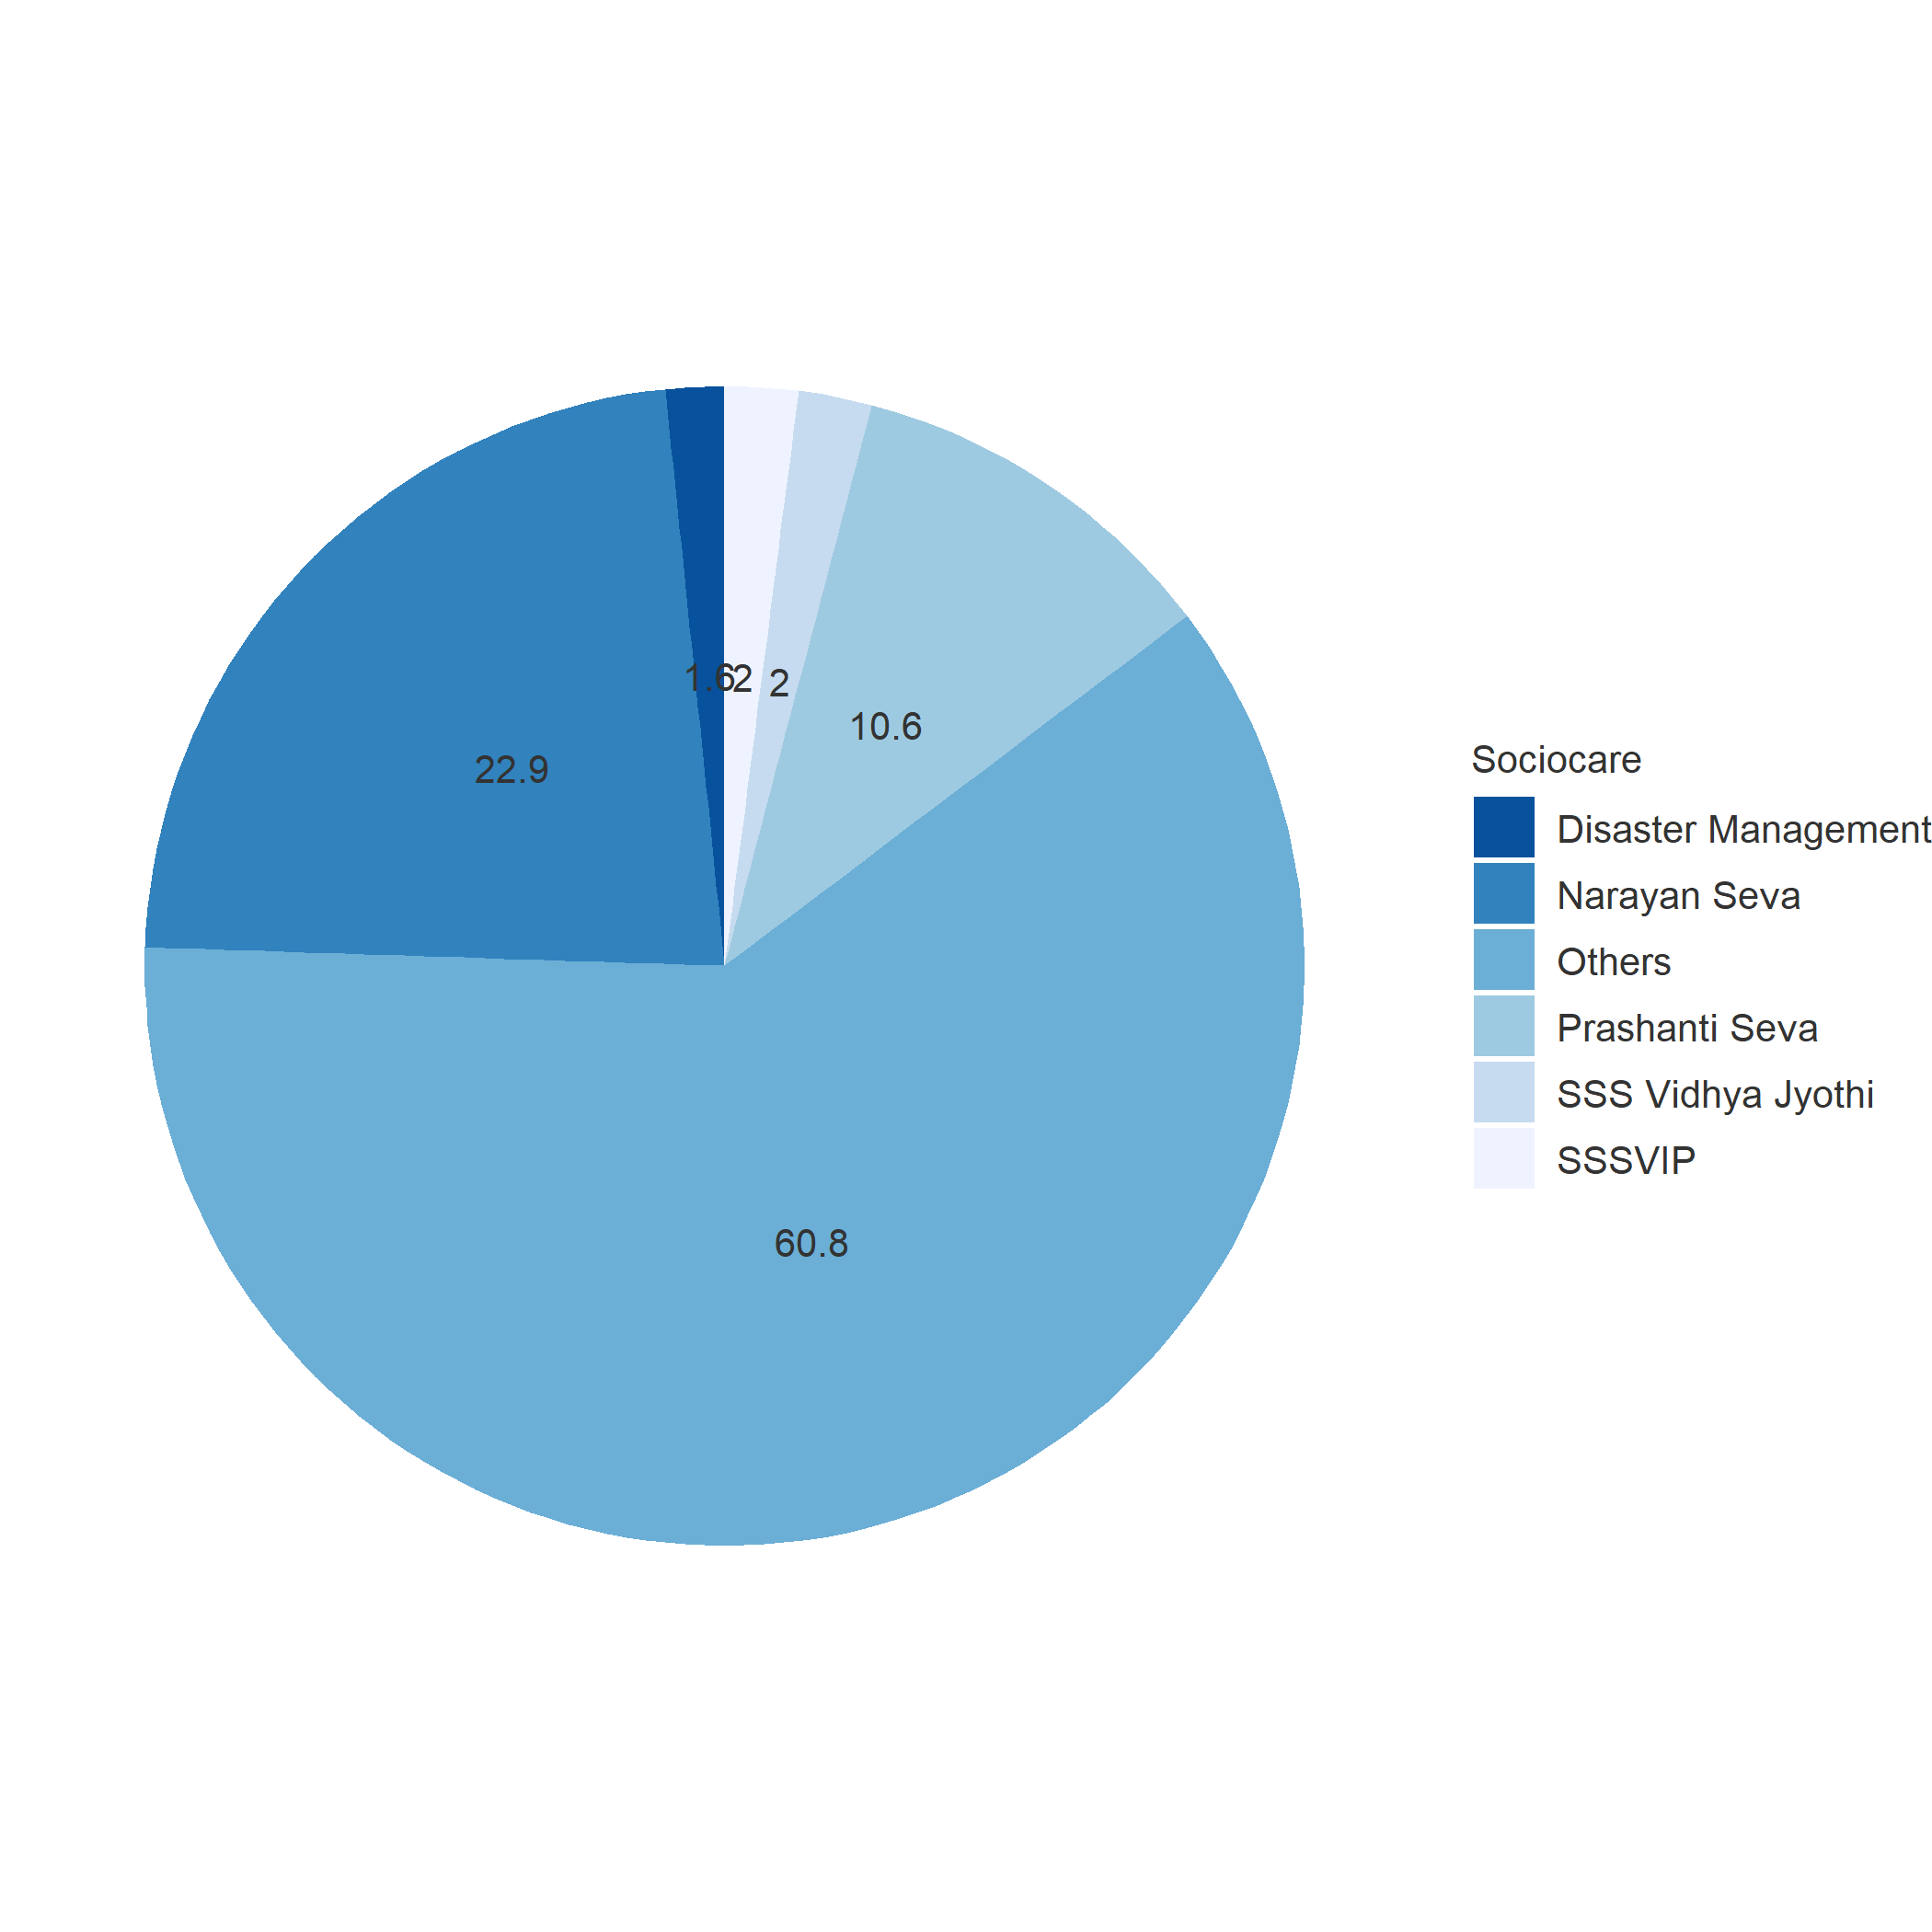 1.6
2
2
10.6
22.9
60.8
Sociocare
Disaster Management
Narayan Seva
Others
Prashanti Seva
SSS Vidhya Jyothi
SSSVIP